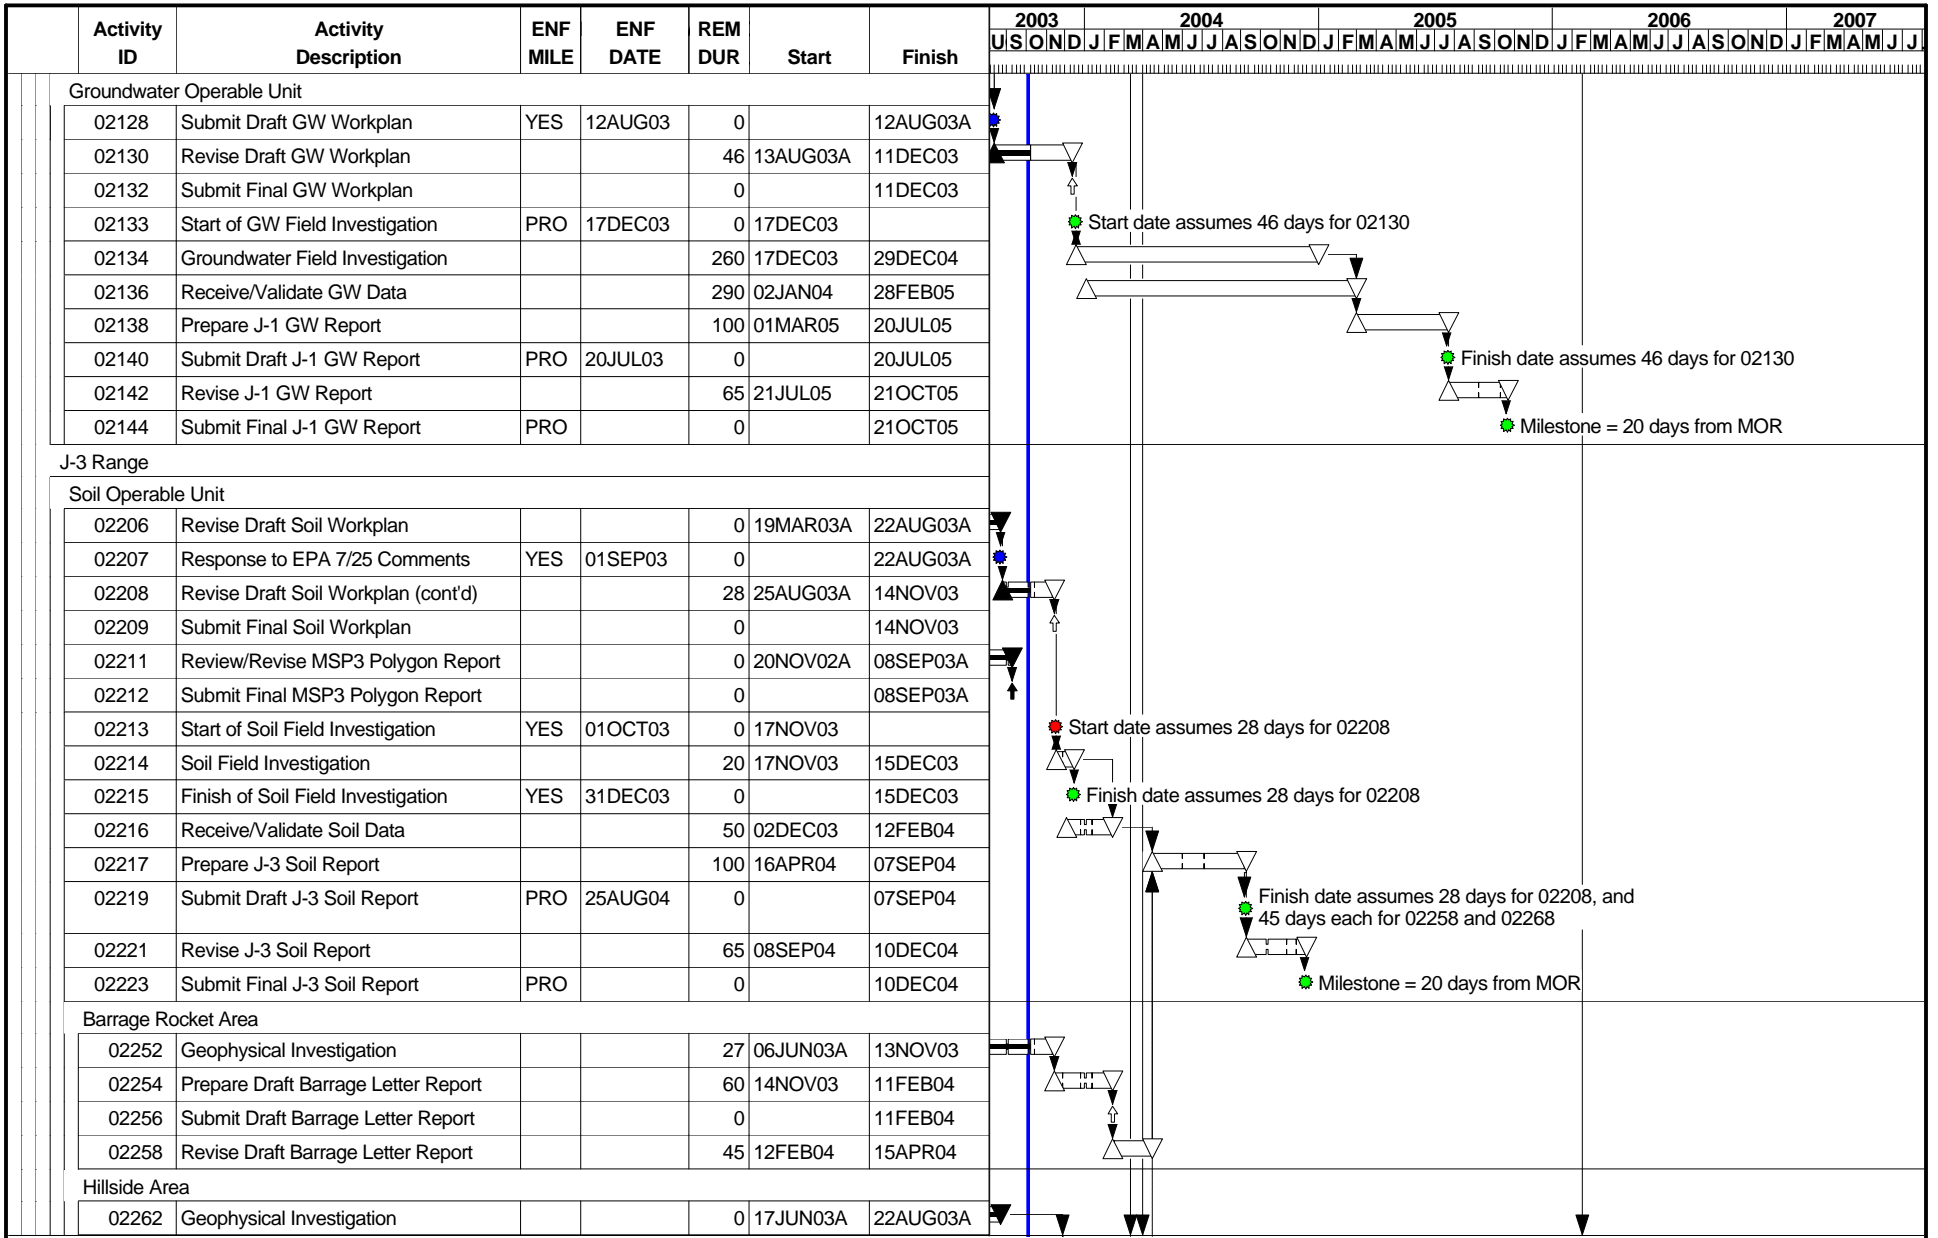 Activity ID Activity Description ENF MILE ENF DATE REM DUR Start Finish
2003 2004 2005 2006 2007
U S O N D J F M A M J J A S O N D J F M A M J J A S O N D J F M A M J J A S O N D J F M A M J J
Groundwater Operable Unit
02128 Submit Draft GW Workplan YES 12AUG03 0 12AUG03A
02130 Revise Draft GW Workplan 46 13AUG03A 11DEC03
02132 Submit Final GW Workplan 0 11DEC03
02133 Start of GW Field Investigation PRO 17DEC03 0 17DEC03 Start date assumes 46 days for 02130
02134 Groundwater Field Investigation 260 17DEC03 29DEC04
02136 Receive/Validate GW Data 290 02JAN04 28FEB05
02138 Prepare J-1 GW Report 100 01MAR05 20JUL05
02140 Submit Draft J-1 GW Report PRO 20JUL03 0 20JUL05 Finish date assumes 46 days for 02130
02142 Revise J-1 GW Report 65 21JUL05 21OCT05
02144 Submit Final J-1 GW Report PRO 0 21OCT05 Milestone = 20 days from MOR
J-3 Range
Soil Operable Unit
02206 Revise Draft Soil Workplan 0 19MAR03A 22AUG03A
02207 Response to EPA 7/25 Comments YES 01SEP03 0 22AUG03A
02208 Revise Draft Soil Workplan (cont'd) 28 25AUG03A 14NOV03
02209 Submit Final Soil Workplan 0 14NOV03
02211 Review/Revise MSP3 Polygon Report 0 20NOV02A 08SEP03A
02212 Submit Final MSP3 Polygon Report 0 08SEP03A
02213 Start of Soil Field Investigation YES 01OCT03 0 17NOV03 Start date assumes 28 days for 02208
02214 Soil Field Investigation 20 17NOV03 15DEC03
02215 Finish of Soil Field Investigation YES 31DEC03 0 15DEC03 Finish date assumes 28 days for 02208
02216 Receive/Validate Soil Data 50 02DEC03 12FEB04
02217 Prepare J-3 Soil Report 100 16APR04 07SEP04
02219 Submit Draft J-3 Soil Report PRO 25AUG04 0 07SEP04 Finish date assumes 28 days for 02208, and
45 days each for 02258 and 02268
02221 Revise J-3 Soil Report 65 08SEP04 10DEC04
02223 Submit Final J-3 Soil Report PRO 0 10DEC04 Milestone = 20 days from MOR
Barrage Rocket Area
02252 Geophysical Investigation 27 06JUN03A 13NOV03
02254 Prepare Draft Barrage Letter Report 60 14NOV03 11FEB04
02256 Submit Draft Barrage Letter Report 0 11FEB04
02258 Revise Draft Barrage Letter Report 45 12FEB04 15APR04
Hillside Area
02262 Geophysical Investigation 0 17JUN03A 22AUG03A